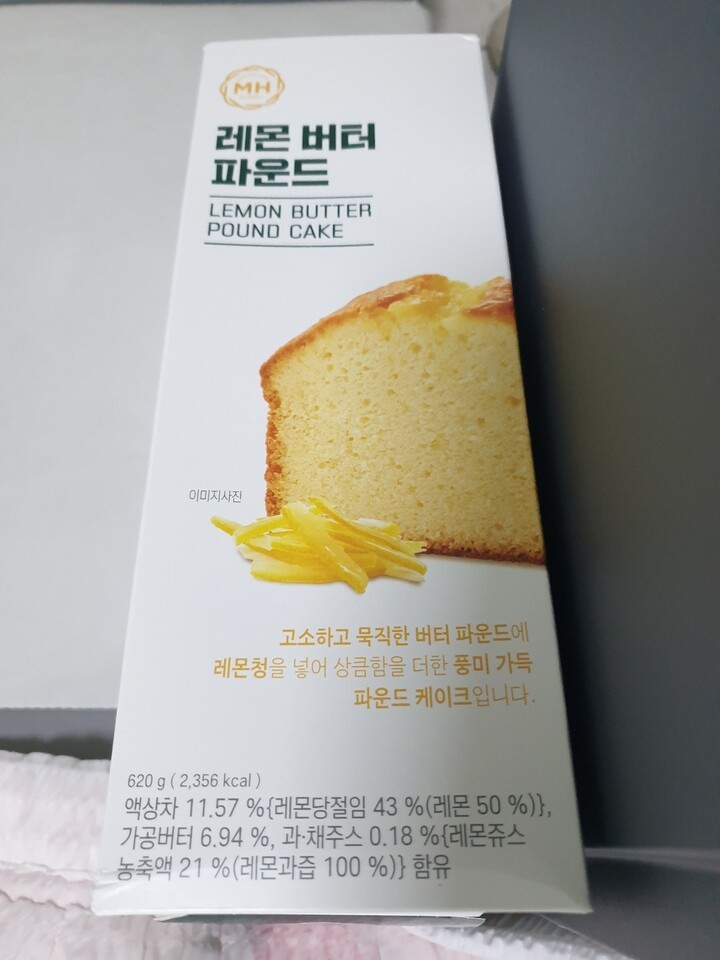 MH
레몬 버터
파운드
LEMON BUTTER
POUND CAKE
이미지사진
고소하고 묵직한 버터 파운드에
레몬청을 넣어 상큼함을 더한 풍미 가득
파운드 케이크입니다.
620 g ( 2,356 kcal )
액상차 11.57 %{레몬당절임 43 %(레몬 50 %)},
가공버터 6.94 %, 과·채주스 0.18 %{레몬쥬스
농축액 21 %(레몬과즙 100 %)} 함유